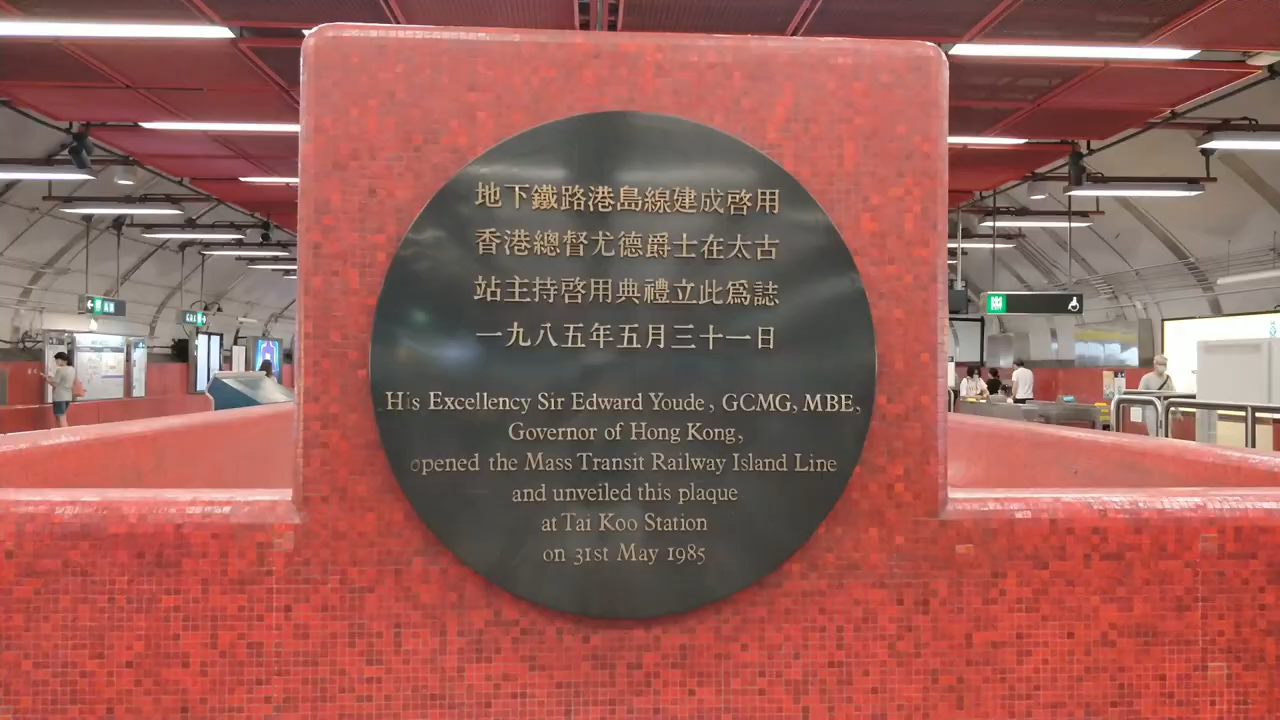 地下鐵路港島線建成啓用
香港總督尤德爵士在太古
站主持啓用典禮立此爲誌
一九八五年五月三十一日
His Excellency Sir Edward Youde, GCMG, MBE,
Governor of Hong Kong,
opened the Mass Transit Railway Island Line
and unveiled this plaque
at Tai Koo Station
on 31st May 1985